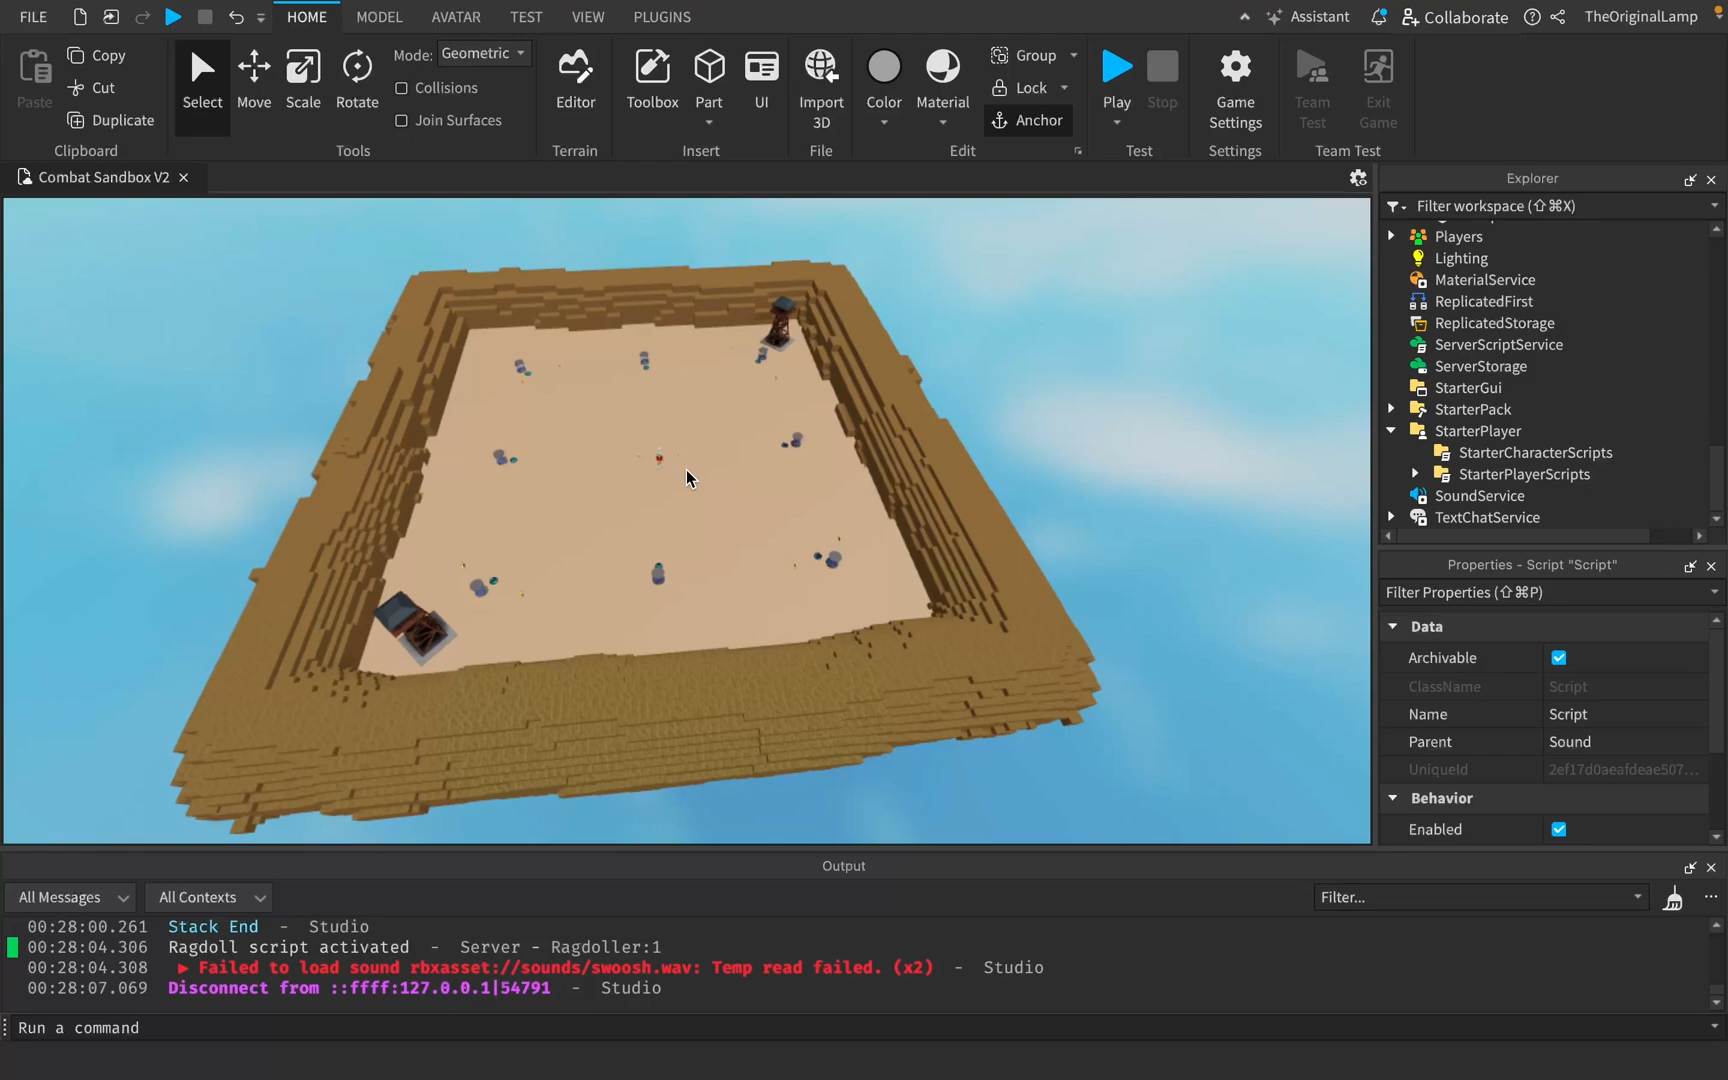 FILE HOME MODEL AVATAR TEST VIEW PLUGINS Assistant Collaborate TheOriginalLamp
Paste Copy Cut Duplicate Clipboard
Select Move Scale Rotate Mode: Geometric Collisions Join Surfaces Tools
Editor Terrain
Toolbox Part UI Insert
Import 3D File
Color Material Group Lock Anchor Edit
Play Stop Test
Game Settings Settings
Team Test Exit Game Team Test
Combat Sandbox V2
Explorer
Filter workspace (⇧⌘X)
Players
Lighting
MaterialService
ReplicatedFirst
ReplicatedStorage
ServerScriptService
ServerStorage
StarterGui
StarterPack
StarterPlayer
StarterCharacterScripts
StarterPlayerScripts
SoundService
TextChatService
Properties - Script "Script"
Filter Properties (⇧⌘P)
Data
Archivable
ClassName Script
Name Script
Parent Sound
UniqueId 2ef17d0aeafdeae507...
Behavior
Enabled
Output
All Messages All Contexts Filter...
00:28:00.261 Stack End - Studio
00:28:04.306 Ragdoll script activated - Server - Ragdoller:1
00:28:04.308 ▶ Failed to load sound rbxasset://sounds/swoosh.wav: Temp read failed. (x2) - Studio
00:28:07.069 Disconnect from ::ffff:127.0.0.1|54791 - Studio
Run a command